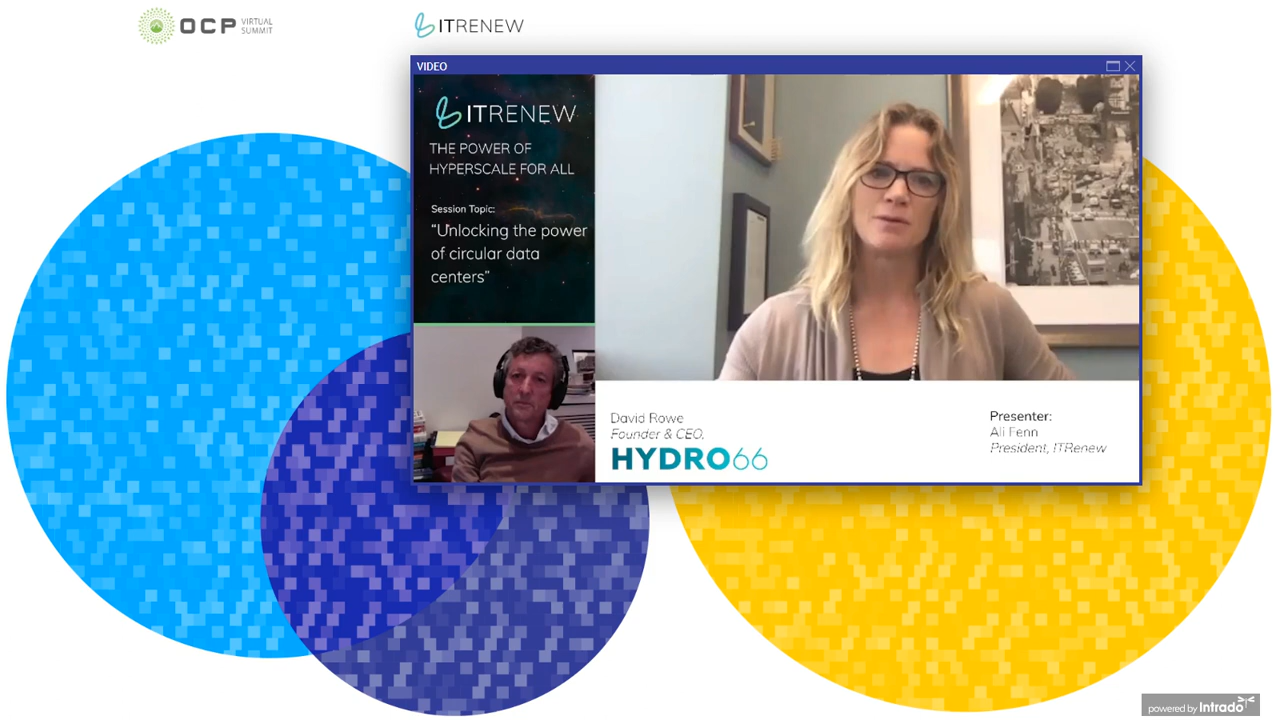 OCP VIRTUAL
SUMMIT
ITRENEW
VIDEO
ITRENEW
THE POWER OF
HYPERSCALE FOR ALL
Session Topic:
“Unlocking the power
of circular data
centers”
David Rowe
Founder & CEO,
HYDRO66
Presenter:
Ali Fenn
President, ITRenew
powered by Intrado